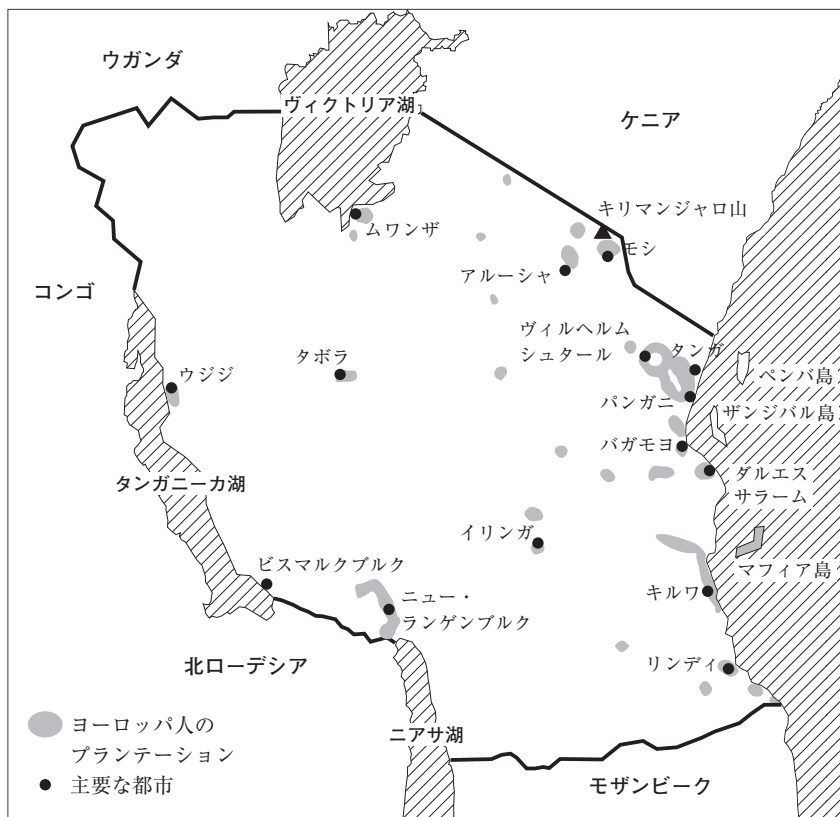 ウガンダ
ヴィクトリア湖
ケニア
キリマンジャロ山
ムワンザ
モシ
アルーシャ
コンゴ
ヴィルヘルム
シュタール
タンガ
タボラ
ウジジ
ペンバ島
パンガニ
ザンジバル島
バガモヨ
ダルエス
サラーム
タンガニーカ湖
イリンガ
マフィア島
ビスマルクブルク
キルワ
ニュー・
ランゲンブルク
北ローデシア
リンディ
ヨーロッパ人の
プランテーション
ニアサ湖
主要な都市
モザンビーク